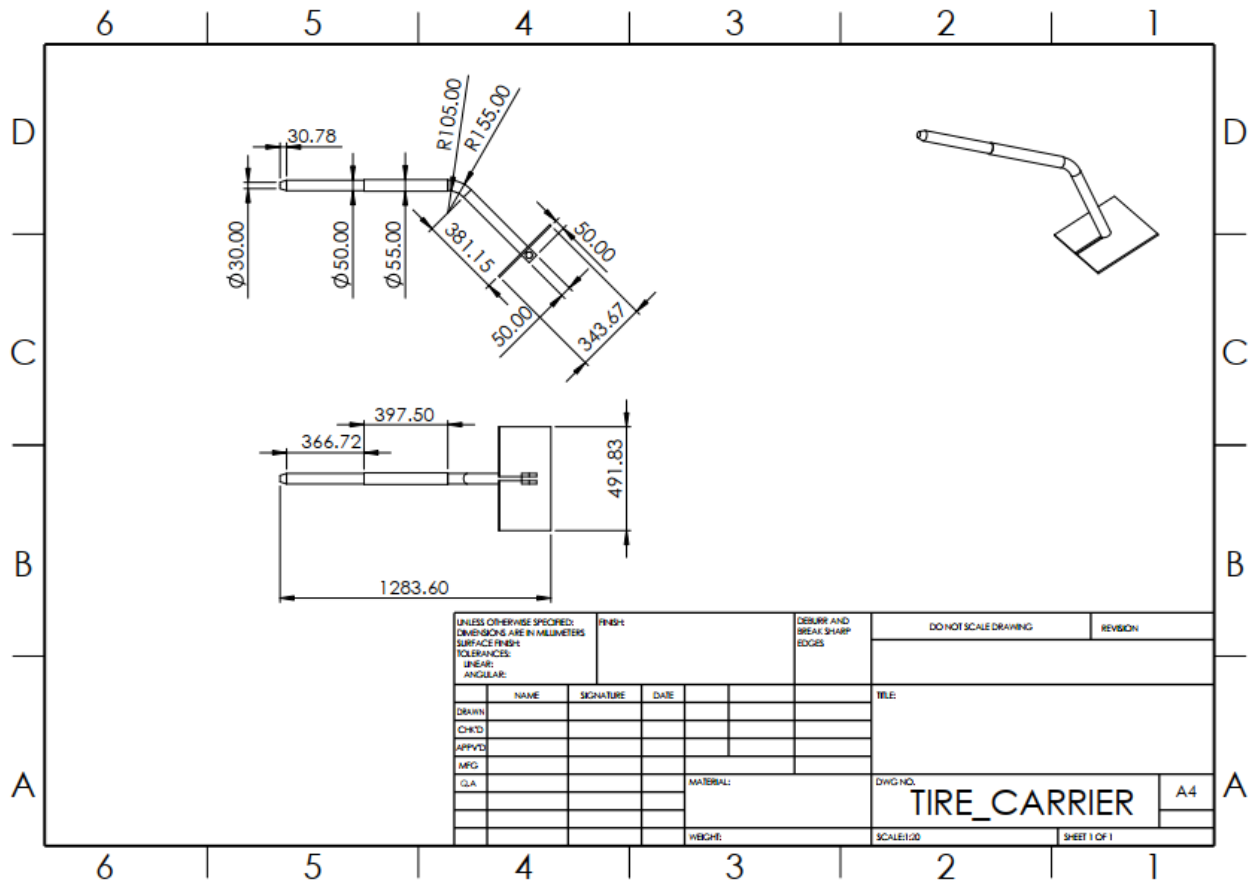 6 5 4 3 2 1
D D
C C
B B
A A
30.78
R105.00
R155.00
Ø30.00
Ø50.00
Ø55.00
381.15
50.00
50.00
343.67
397.50
366.72
491.83
1283.60
UNLESS OTHERWISE SPECIFIED:
DIMENSIONS ARE IN MILLIMETERS
SURFACE FINISH:
TOLERANCES:
LINEAR:
ANGULAR:
FINISH:
DEBURR AND
BREAK SHARP
EDGES
DO NOT SCALE DRAWING
REVISION
NAME SIGNATURE DATE
DRAWN
CHK'D
APPV'D
MFG
Q.A
TITLE:
MATERIAL:
DWG NO.
TIRE_CARRIER
A4
WEIGHT:
SCALE:1:20
SHEET 1 OF 1
6 5 4 3 2 1